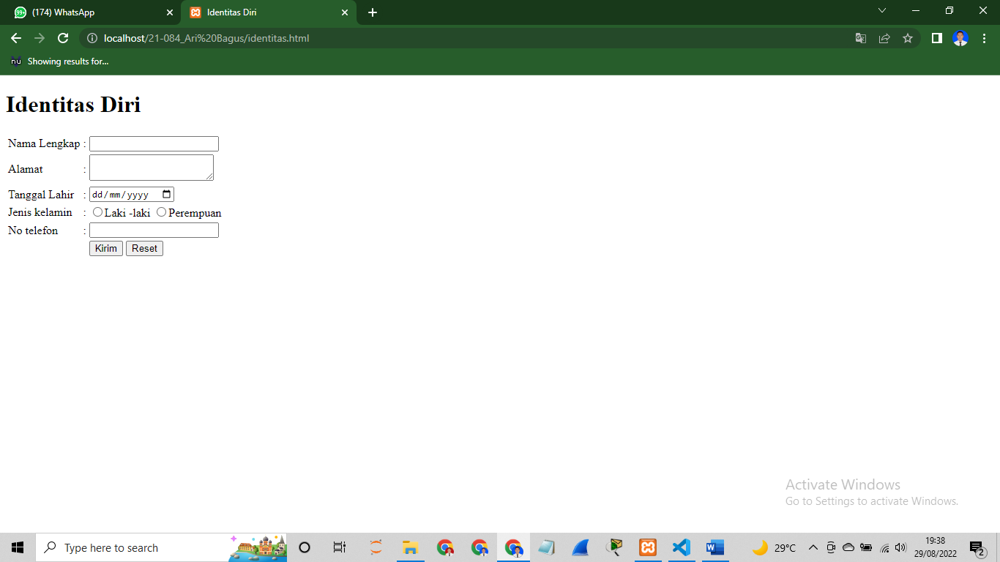 99+ (174) WhatsApp
Identitas Diri
localhost/21-084_Ari%20Bagus/identitas.html
nu Showing results for...
Identitas Diri
Nama Lengkap :
Alamat :
Tanggal Lahir : dd/mm/yyyy
Jenis kelamin : Laki -laki Perempuan
No telefon :
Kirim Reset
Activate Windows
Go to Settings to activate Windows.
Type here to search
29°C
19:38
29/08/2022
2